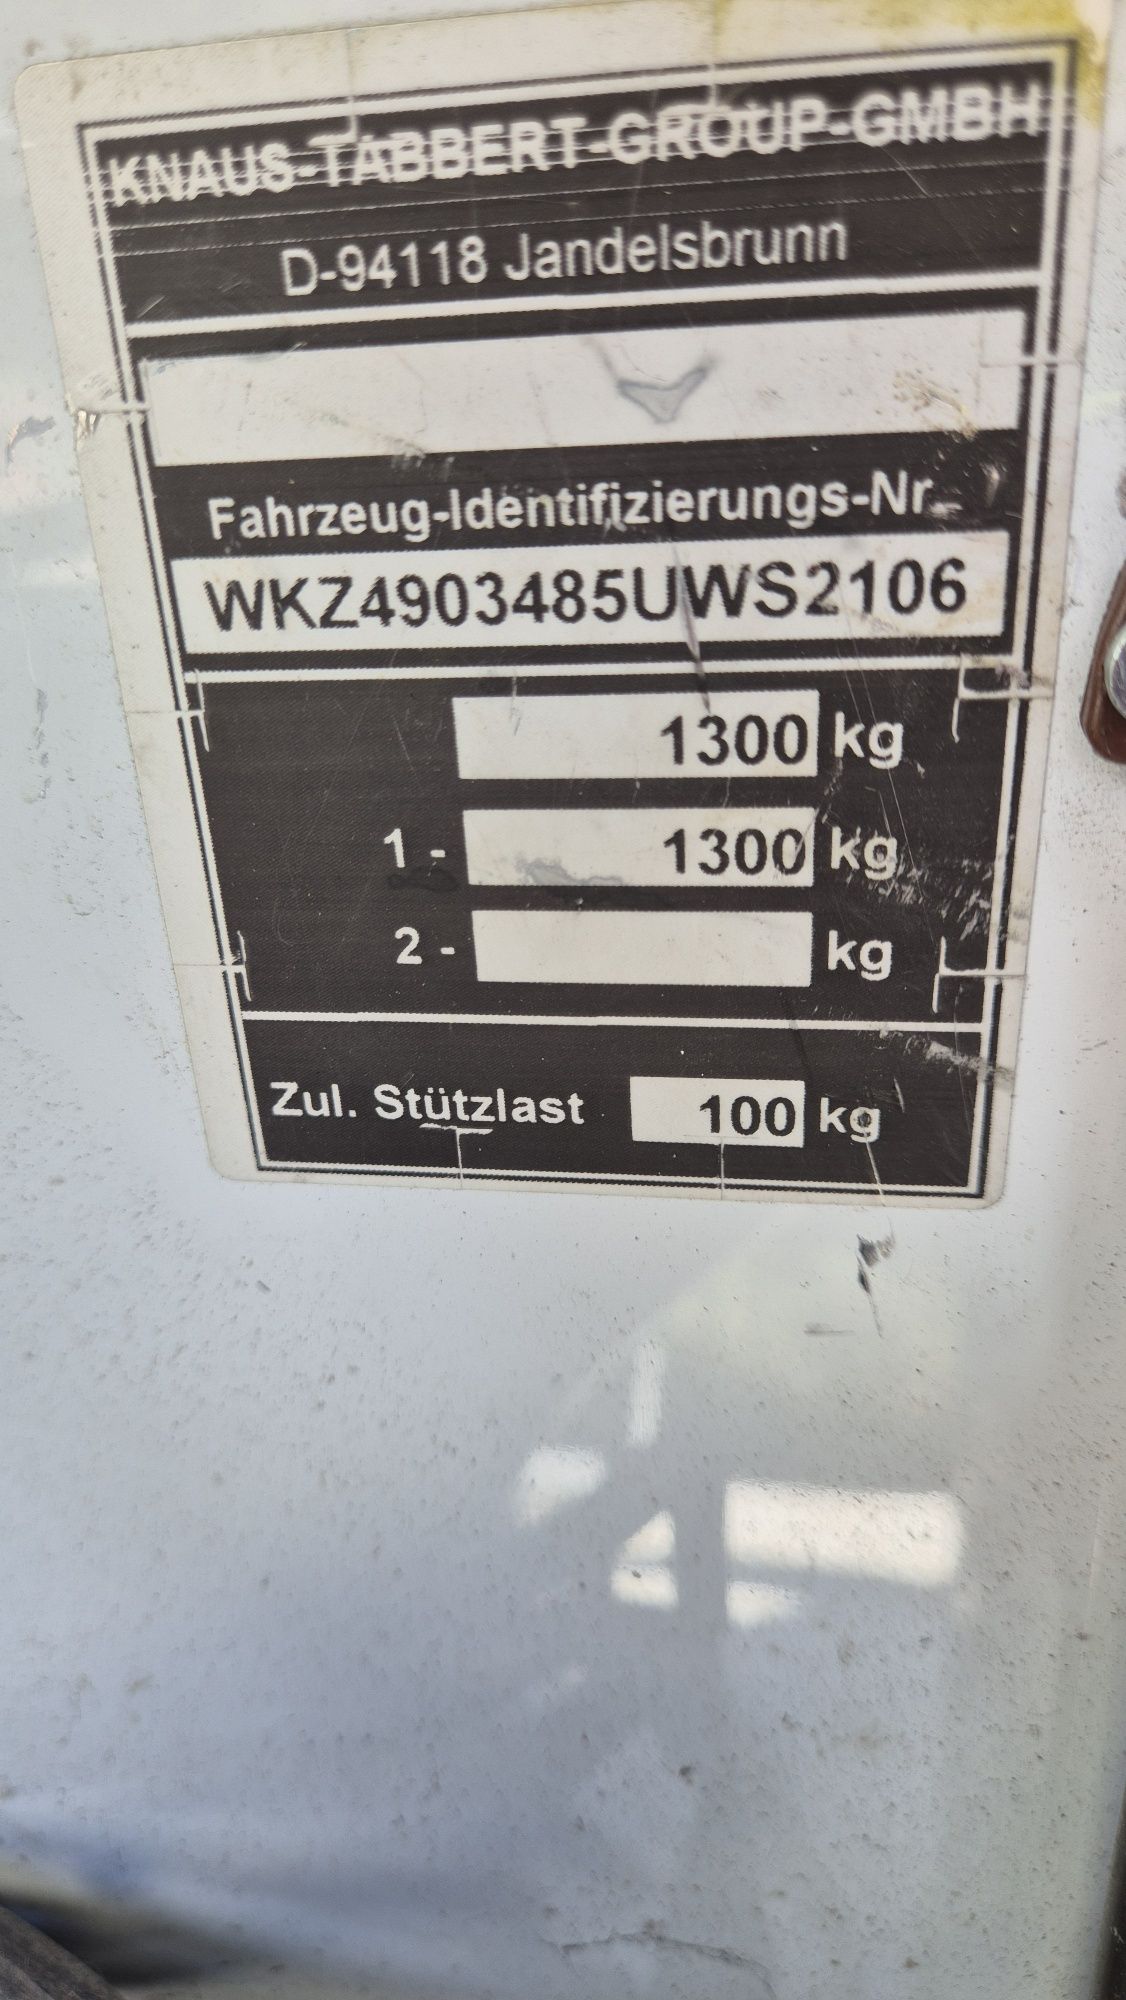 KNAUS-TABBERT-GROUP-GMBH
D-94118 Jandelsbrunn
Fahrzeug-Identifizierungs-Nr.
WKZ4903485UWS2106
1300 kg
1 - 1300 kg
2 - kg
Zul. Stützlast 100 kg